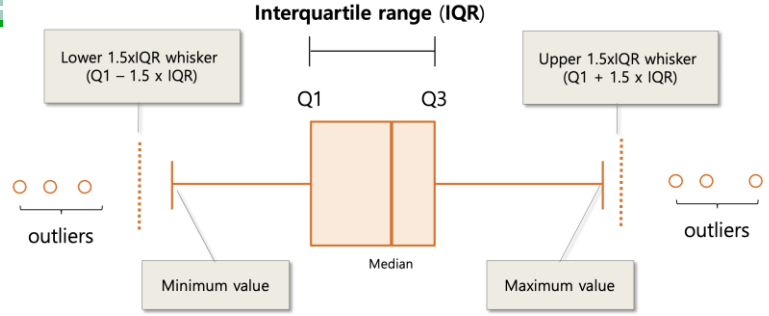 Interquartile range (IQR)
Lower 1.5xIQR whisker
(Q1 – 1.5 x IQR)
Upper 1.5xIQR whisker
(Q1 + 1.5 x IQR)
Q1
Q3
outliers
outliers
Median
Minimum value
Maximum value